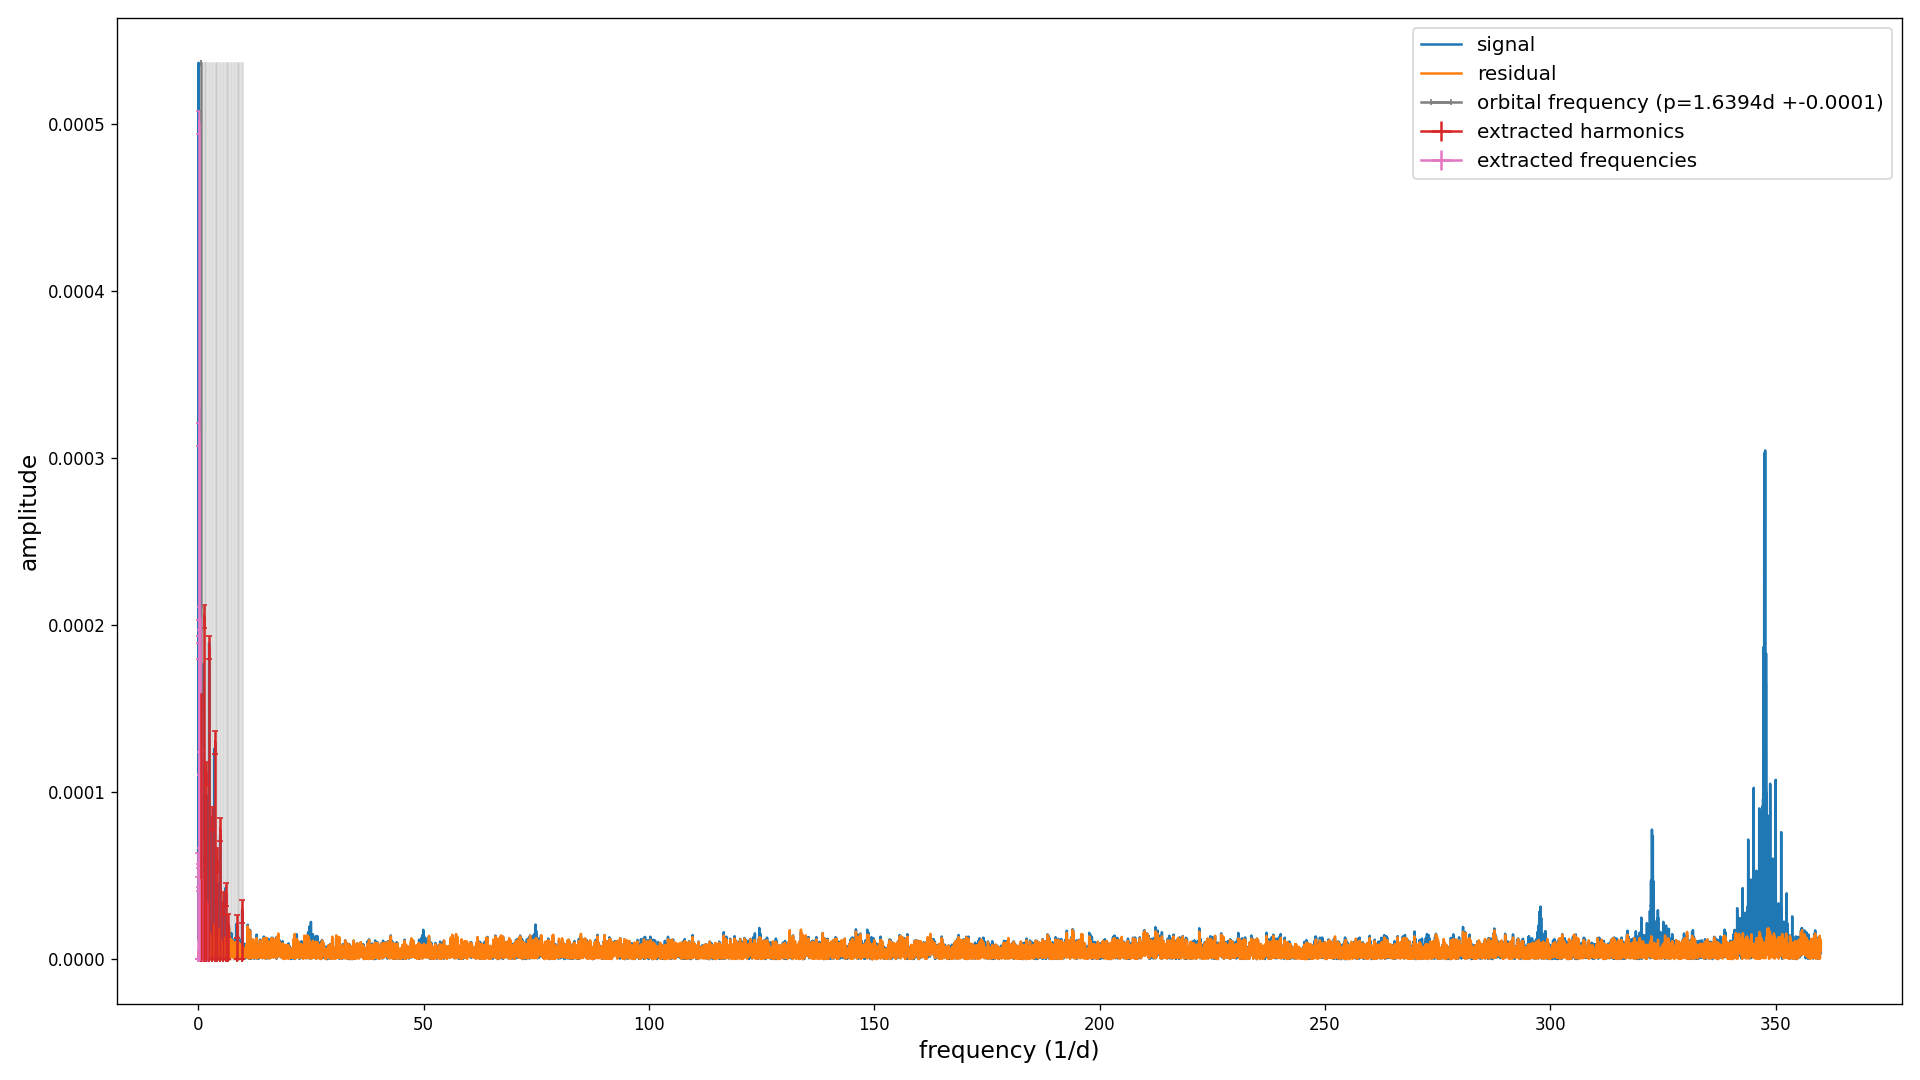 signal
residual
orbital frequency (p=1.6394d +-0.0001)
extracted harmonics
extracted frequencies
0.0005
0.0004
0.0003
0.0002
0.0001
0.0000
amplitude
0 50 100 150 200 250 300 350
frequency (1/d)